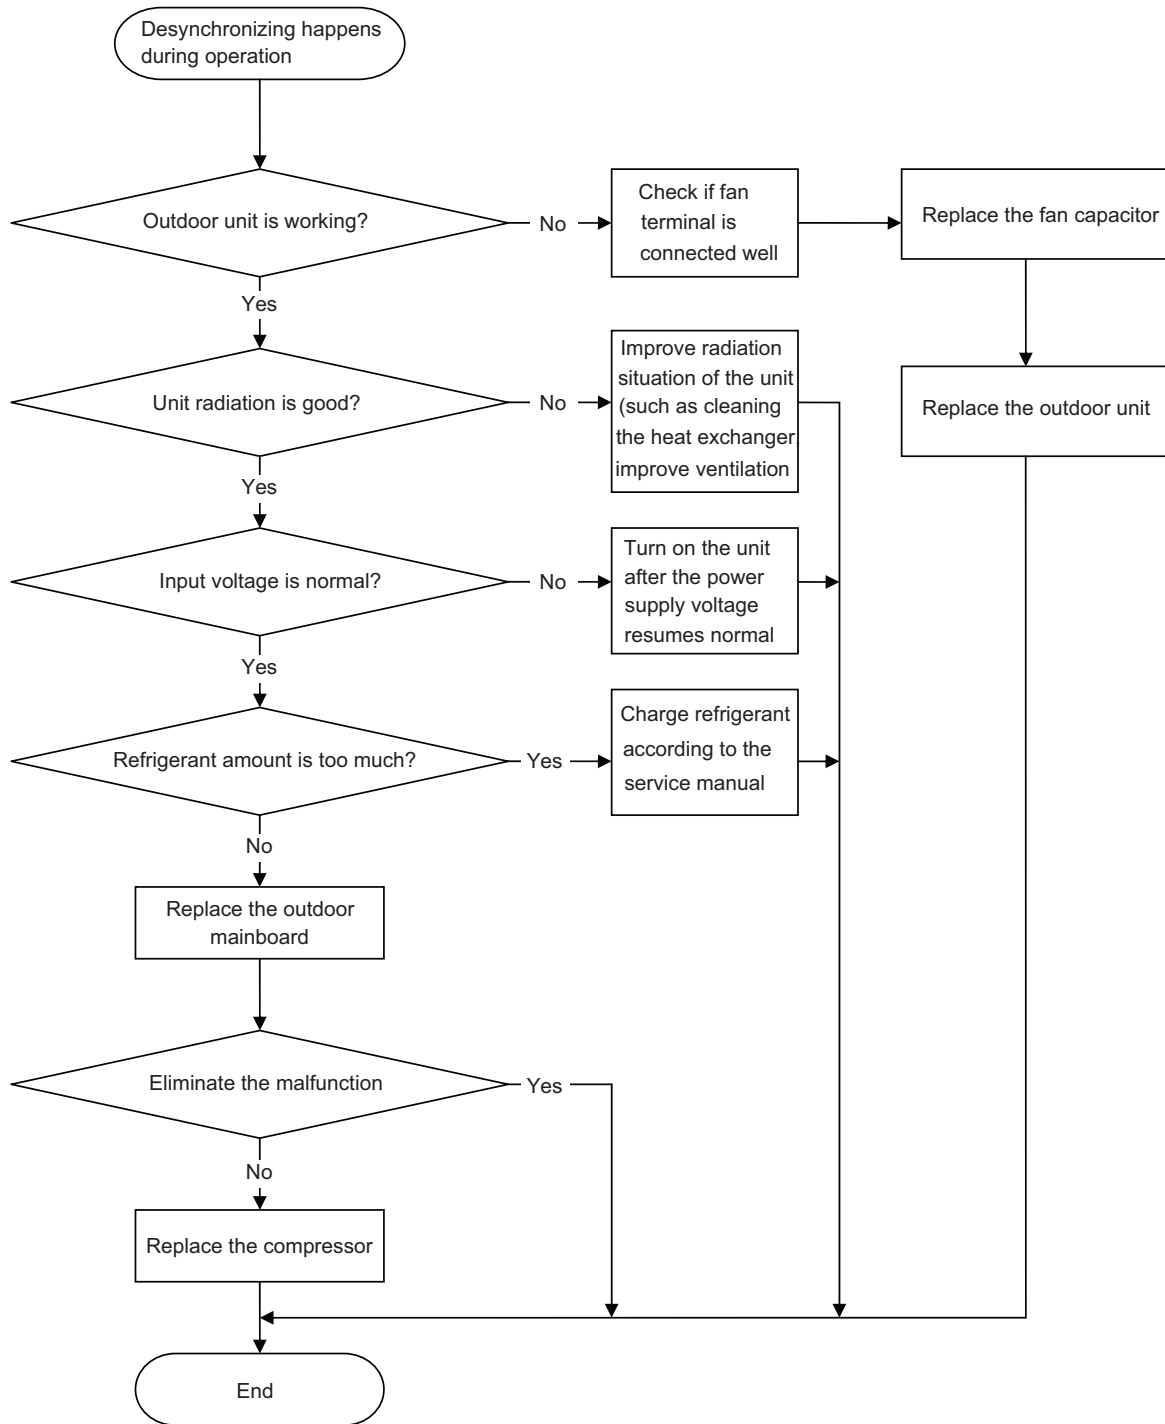 Desynchronizing happens
during operation
Outdoor unit is working?
No
Check if fan
terminal is
connected well
Replace the fan capacitor
Yes
Replace the outdoor unit
Unit radiation is good?
No
Improve radiation
situation of the unit
(such as cleaning
the heat exchanger,
improve ventilation
Yes
Input voltage is normal?
No
Turn on the unit
after the power
supply voltage
resumes normal
Yes
Refrigerant amount is too much?
Yes
Charge refrigerant
according to the
service manual
No
Replace the outdoor
mainboard
Eliminate the malfunction
Yes
No
Replace the compressor
End